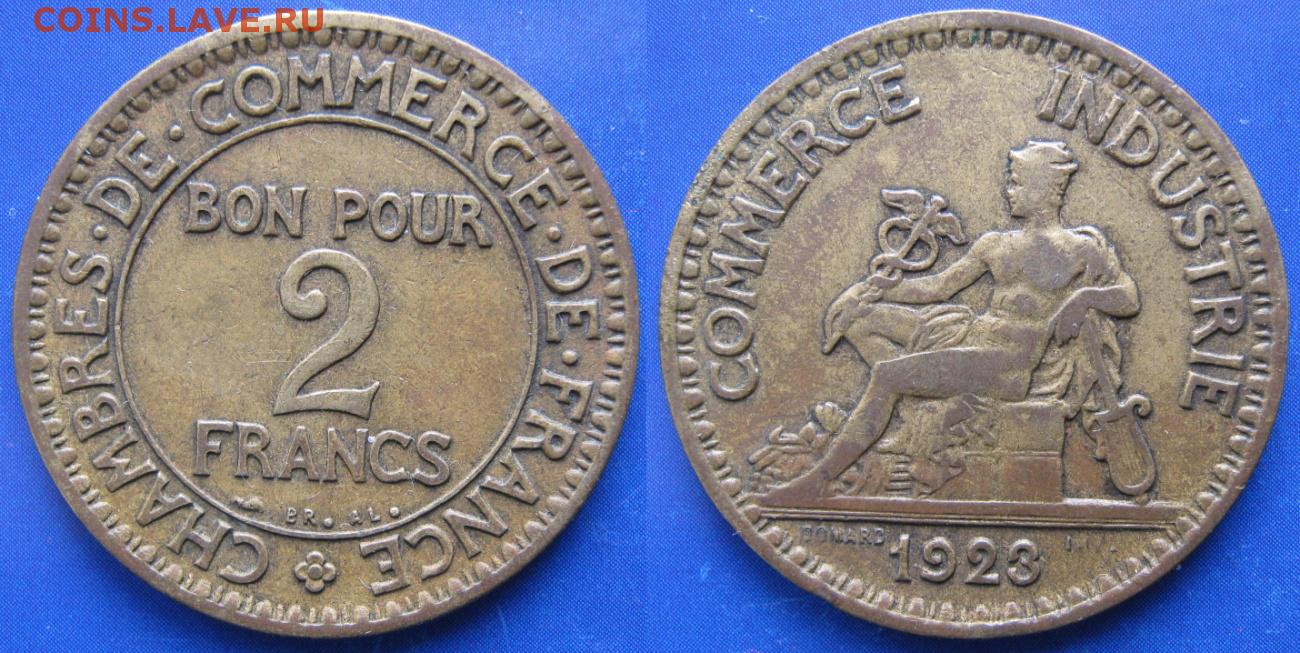 COINS.LAVE.RU
CHAMBRES·DE·COMMERCE·DE·FRANCE
BON POUR
2
FRANCS
BR. AL.
COMMERCE INDUSTRIE
DOMARD
1923